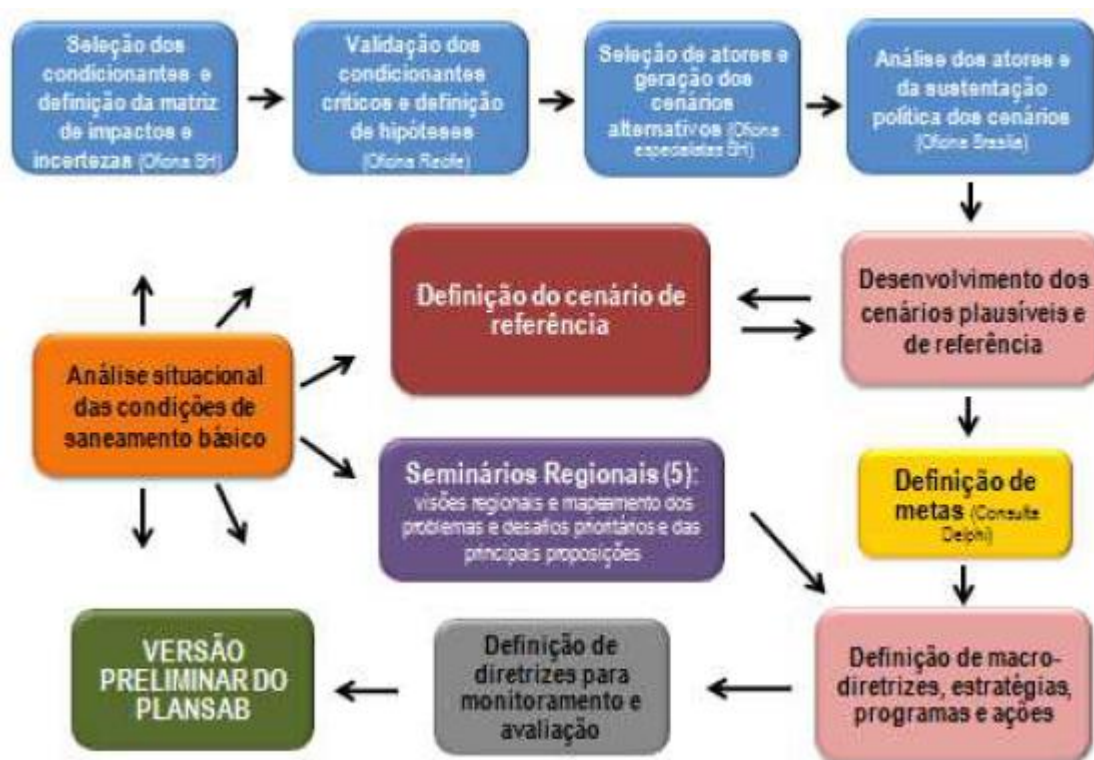 Seleção dos
condicionantes e
definição da matriz
de impactos e
incertezas (Oficina BH)
Validação dos
condicionantes
críticos e definição
de hipóteses
(Oficina Recife)
Seleção de atores e
geração dos
cenários
alternativos (Oficina
especialistas BH)
Análise dos atores e
da sustentação
política dos cenários
(Oficina Brasília)
Definição do cenário de
referência
Desenvolvimento dos
cenários plausíveis e
de referência
Análise situacional
das condições de
saneamento básico
Seminários Regionais (5):
visões regionais e mapeamento dos
problemas e desafios prioritários e das
principais proposições
Definição de
metas (Consulta
Delphi)
VERSÃO
PRELIMINAR DO
PLANSAB
Definição de
diretrizes para
monitoramento e
avaliação
Definição de macro-
diretrizes, estratégias,
programas e ações